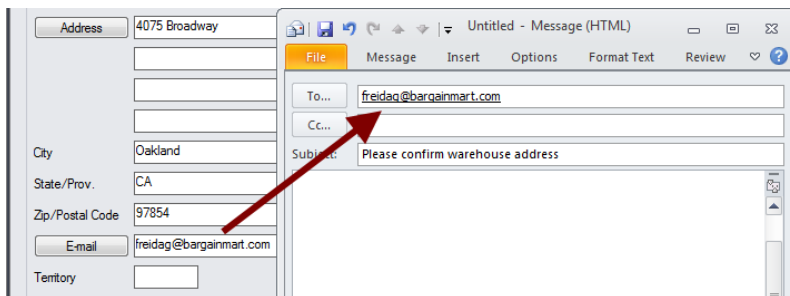 Address 4075 Broadway
City Oakland
State/Prov. CA
Zip/Postal Code 97854
E-mail freidag@bargainmart.com
Territory
Untitled - Message (HTML)
File Message Insert Options Format Text Review
To... freidag@bargainmart.com
Cc...
Subject: Please confirm warehouse address